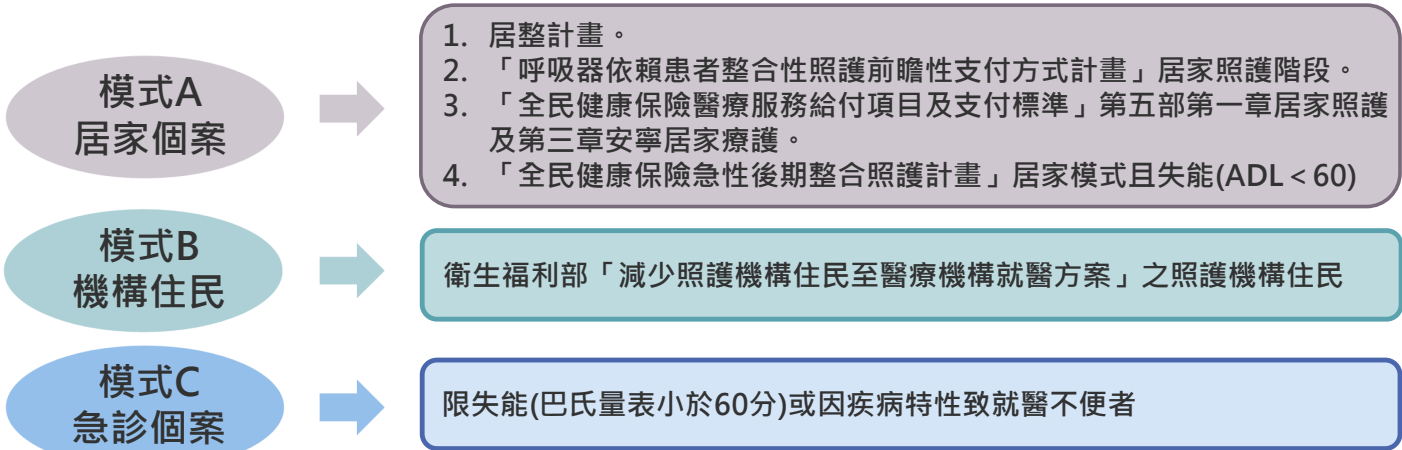 模式A
居家個案
1. 居整計畫。
2. 「呼吸器依賴患者整合性照護前瞻性支付方式計畫」居家照護階段。
3. 「全民健康保險醫療服務給付項目及支付標準」第五部第一章居家照護
及第三章安寧居家療護。
4. 「全民健康保險急性後期整合照護計畫」居家模式且失能(ADL＜60)
模式B
機構住民
衛生福利部「減少照護機構住民至醫療機構就醫方案」之照護機構住民
模式C
急診個案
限失能(巴氏量表小於60分)或因疾病特性致就醫不便者